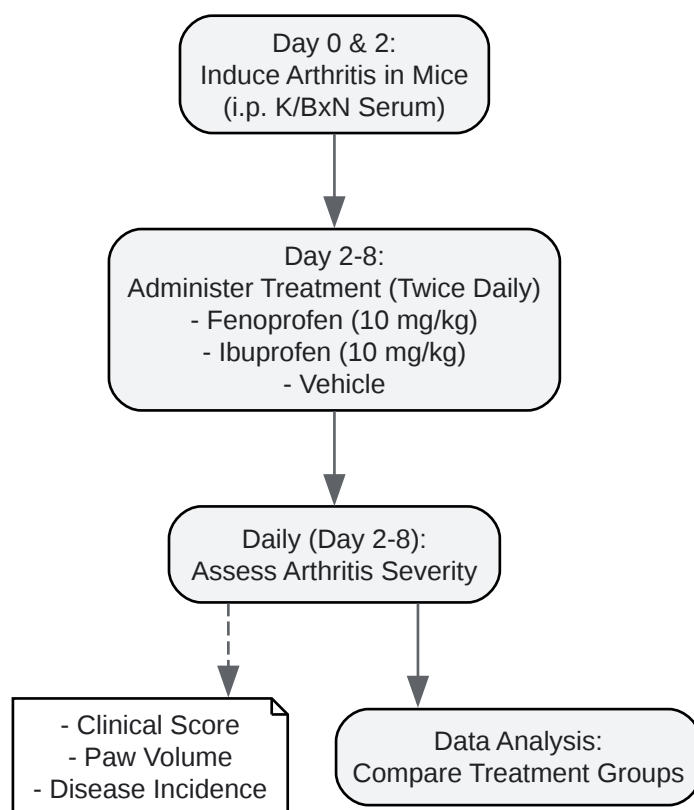 Day 0 & 2:
Induce Arthritis in Mice
(i.p. K/BxN Serum)
Day 2-8:
Administer Treatment (Twice Daily)
- Fenoprofen (10 mg/kg)
- Ibuprofen (10 mg/kg)
- Vehicle
Daily (Day 2-8):
Assess Arthritis Severity
- Clinical Score
- Paw Volume
- Disease Incidence
Data Analysis:
Compare Treatment Groups